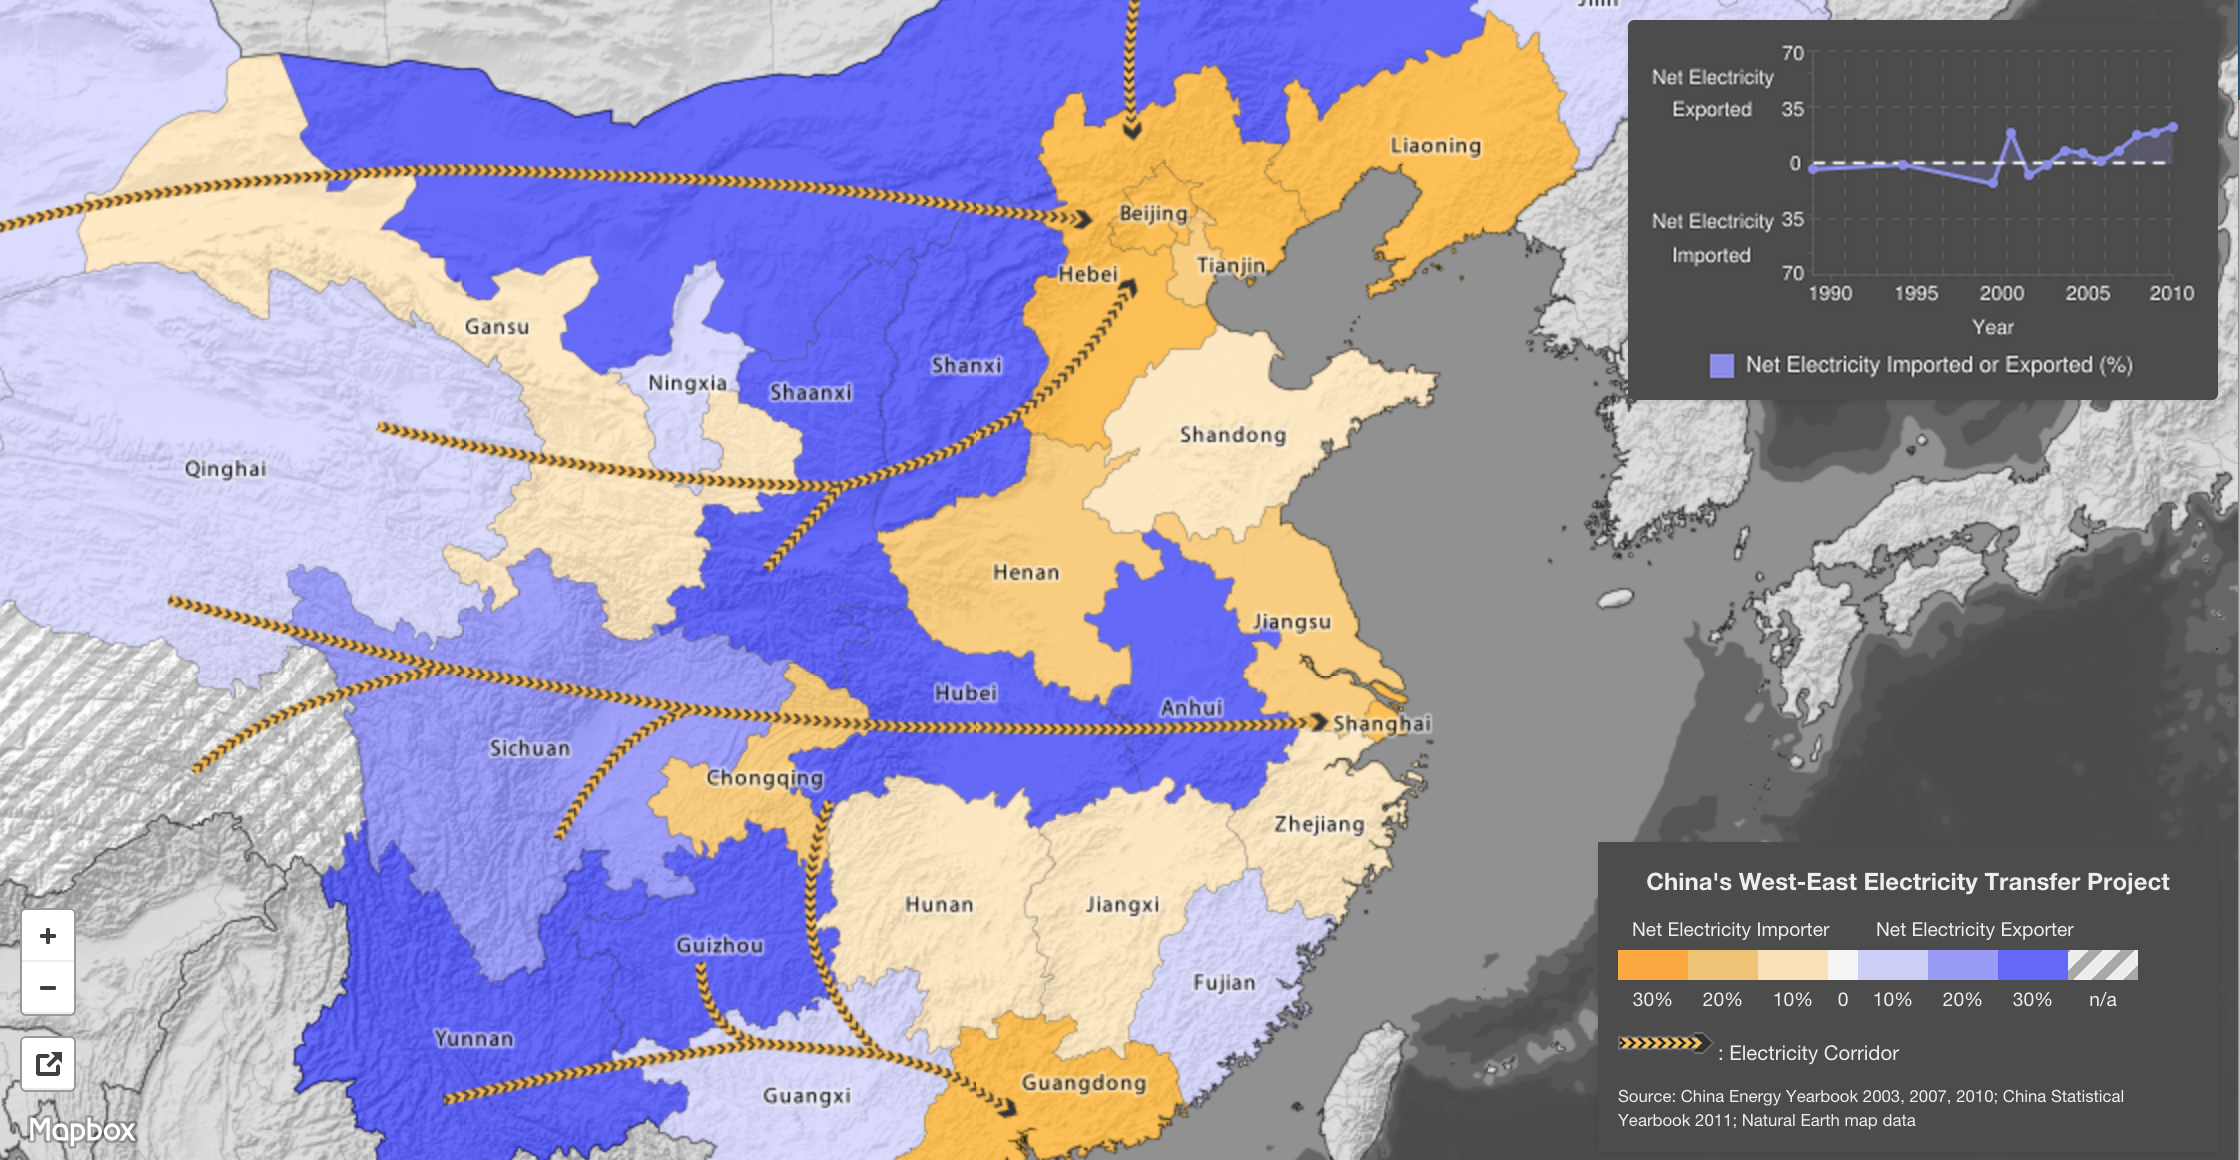 Jilin
70
Net Electricity
Exported
35
0
Net Electricity
Imported
35
70
1990 1995 2000 2005 2010
Year
Net Electricity Imported or Exported (%)
Liaoning
Beijing
Tianjin
Hebei
Gansu
Ningxia
Shaanxi
Shanxi
Shandong
Qinghai
Henan
Jiangsu
Hubei
Anhui
Shanghai
Sichuan
Chongqing
Zhejiang
Hunan
Jiangxi
Guizhou
Fujian
Yunnan
Guangxi
Guangdong
+
−
Mapbox
China's West-East Electricity Transfer Project
Net Electricity Importer Net Electricity Exporter
30% 20% 10% 0 10% 20% 30% n/a
: Electricity Corridor
Source: China Energy Yearbook 2003, 2007, 2010; China Statistical
Yearbook 2011; Natural Earth map data